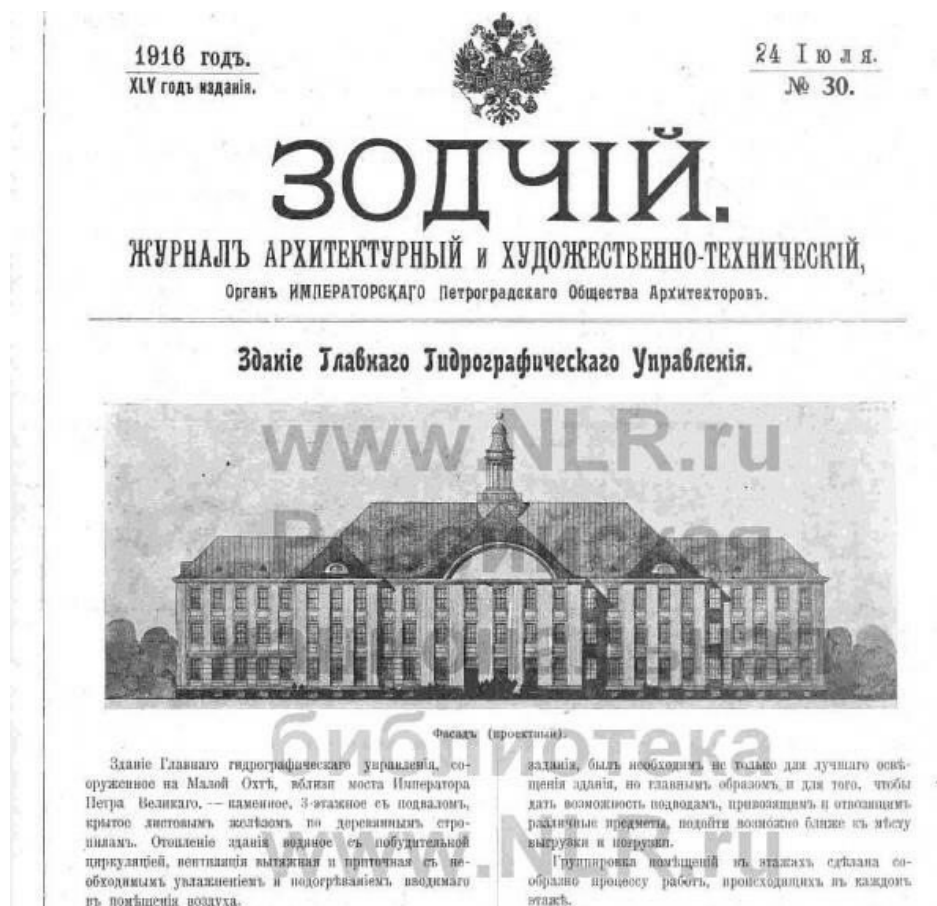 1916 годъ.
XLV годъ изданія.
24 Іюля.
№ 30.
ЗОДЧІЙ.
ЖУРНАЛЪ АРХИТЕКТУРНЫЙ и ХУДОЖЕСТВЕННО-ТЕХНИЧЕСКІЙ,
Органъ ИМПЕРАТОРСКАГО Петроградскаго Общества Архитекторовъ.
Зданіе Главнаго Гидрографическаго Управленія.
www.NLR.ru
Российская
национальная
библиотека
www.NLR.ru
Фасадъ (проектный).
Зданіе Главнаго гидрографическаго управленія, со-
оруженное на Малой Охтѣ, вблизи моста Императора
Петра Великаго, — каменное, 3-этажное съ подваломъ,
крытое листовымъ желѣзомъ по деревяннымъ стро-
пиламъ. Отопленіе зданія водяное съ побудительной
циркуляціей, вентиляція вытяжная и приточная съ не-
обходимымъ увлажненіемъ и подогрѣваніемъ вводимаго
въ помѣщенія воздуха.
заданія, былъ необходимъ не только для лучшаго освѣ-
щенія зданія, но главнымъ образомъ и для того, чтобы
дать возможность подводамъ, привозящимъ и отвозящимъ
различные предметы, подойти возможно ближе къ мѣсту
выгрузки и погрузки.
Группировка помѣщеній въ этажахъ сдѣлана со-
образно процессу работъ, происходящихъ въ каждомъ
этажѣ.